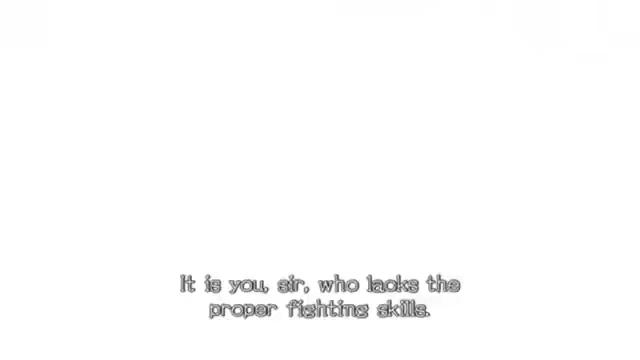 It is you, sir, who lacks the
proper fighting skills.